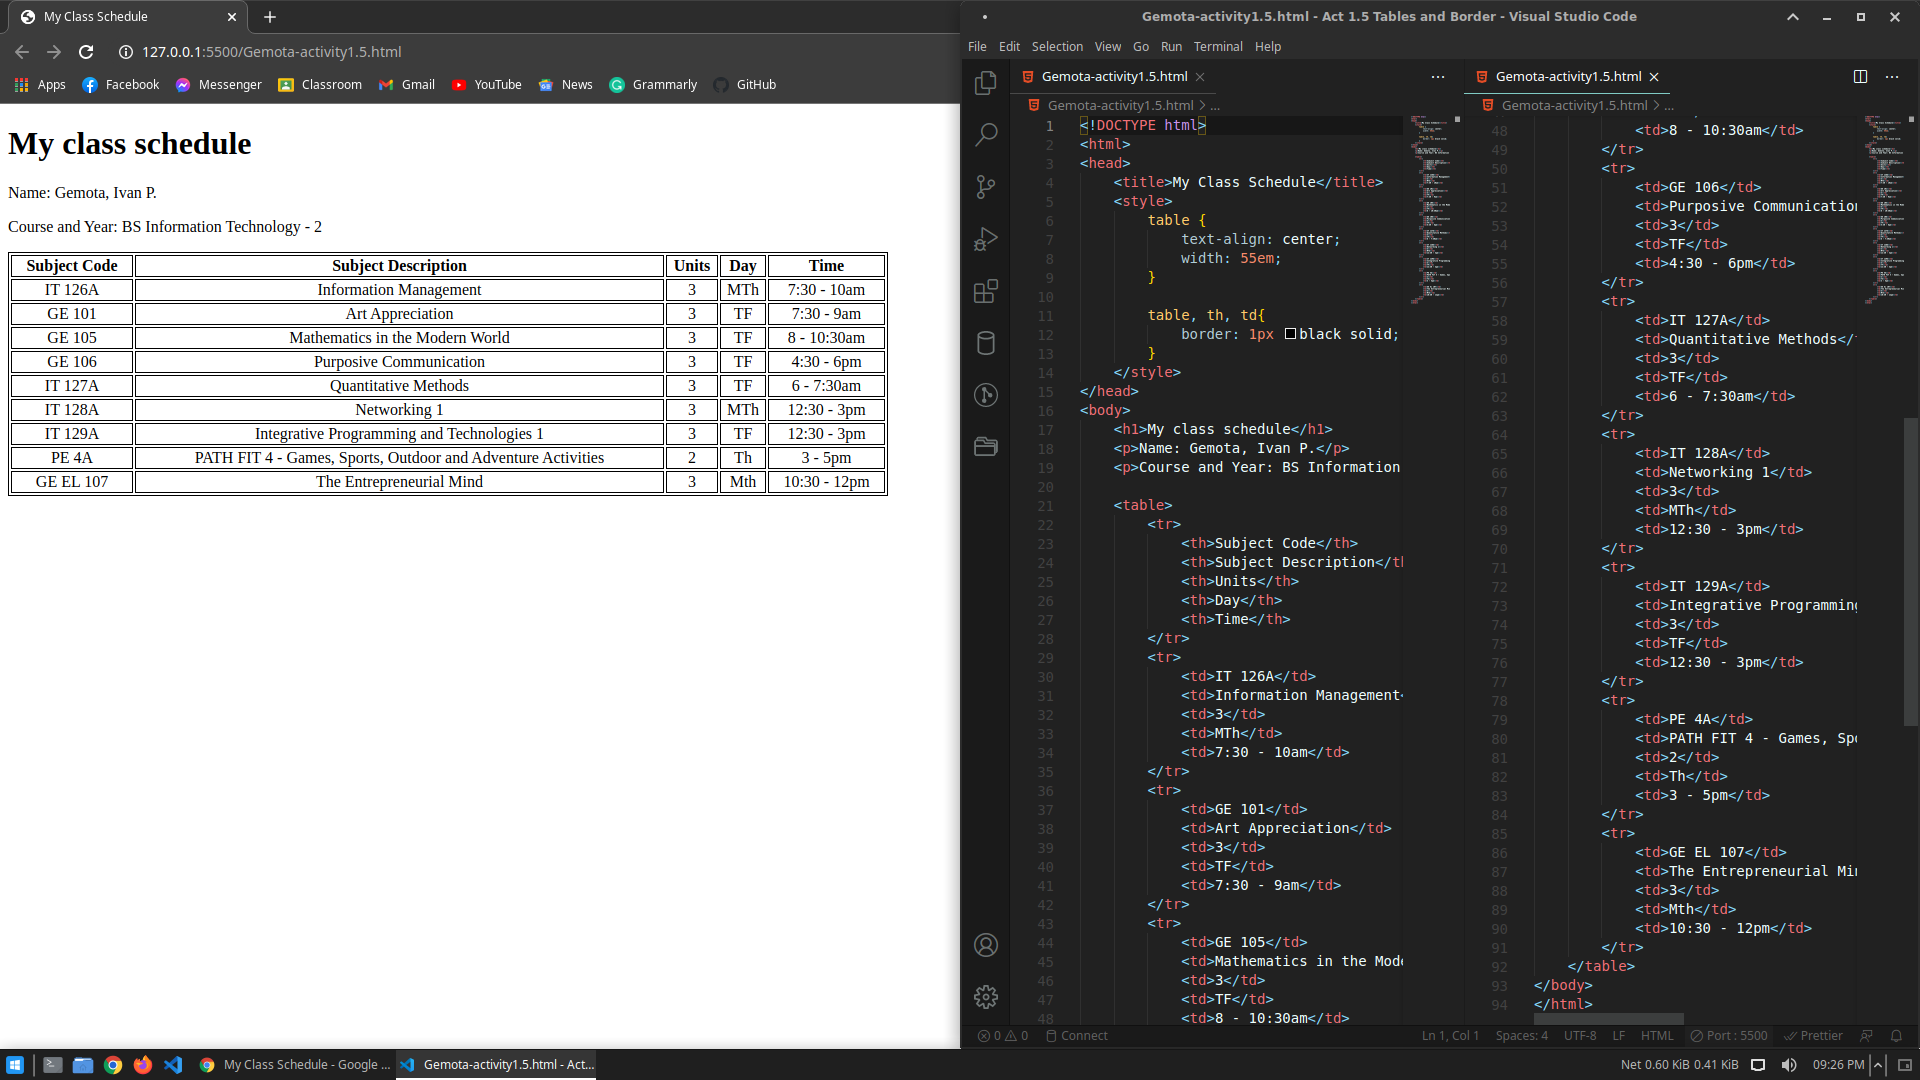 My Class Schedule
127.0.0.1:5500/Gemota-activity1.5.html
Apps Facebook Messenger Classroom Gmail YouTube News Grammarly GitHub
My class schedule
Name: Gemota, Ivan P.
Course and Year: BS Information Technology - 2
Subject Code Subject Description Units Day Time
IT 126A Information Management 3 MTh 7:30 - 10am
GE 101 Art Appreciation 3 TF 7:30 - 9am
GE 105 Mathematics in the Modern World 3 TF 8 - 10:30am
GE 106 Purposive Communication 3 TF 4:30 - 6pm
IT 127A Quantitative Methods 3 TF 6 - 7:30am
IT 128A Networking 1 3 MTh 12:30 - 3pm
IT 129A Integrative Programming and Technologies 1 3 TF 12:30 - 3pm
PE 4A PATH FIT 4 - Games, Sports, Outdoor and Adventure Activities 2 Th 3 - 5pm
GE EL 107 The Entrepreneurial Mind 3 Mth 10:30 - 12pm
Gemota-activity1.5.html - Act 1.5 Tables and Border - Visual Studio Code
File Edit Selection View Go Run Terminal Help
Gemota-activity1.5.html
Gemota-activity1.5.html > ...
1 <!DOCTYPE html>
2 <html>
3 <head>
4 <title>My Class Schedule</title>
5 <style>
6 table {
7 text-align: center;
8 width: 55em;
9 }
10
11 table, th, td{
12 border: 1px black solid;
13 }
14 </style>
15 </head>
16 <body>
17 <h1>My class schedule</h1>
18 <p>Name: Gemota, Ivan P.</p>
19 <p>Course and Year: BS Information
20
21 <table>
22 <tr>
23 <th>Subject Code</th>
24 <th>Subject Description</th
25 <th>Units</th>
26 <th>Day</th>
27 <th>Time</th>
28 </tr>
29 <tr>
30 <td>IT 126A</td>
31 <td>Information Management<
32 <td>3</td>
33 <td>MTh</td>
34 <td>7:30 - 10am</td>
35 </tr>
36 <tr>
37 <td>GE 101</td>
38 <td>Art Appreciation</td>
39 <td>3</td>
40 <td>TF</td>
41 <td>7:30 - 9am</td>
42 </tr>
43 <tr>
44 <td>GE 105</td>
45 <td>Mathematics in the Mode
46 <td>3</td>
47 <td>TF</td>
48 <td>8 - 10:30am</td>
Gemota-activity1.5.html
Gemota-activity1.5.html > ...
48 <td>8 - 10:30am</td>
49 </tr>
50 <tr>
51 <td>GE 106</td>
52 <td>Purposive Communication
53 <td>3</td>
54 <td>TF</td>
55 <td>4:30 - 6pm</td>
56 </tr>
57 <tr>
58 <td>IT 127A</td>
59 <td>Quantitative Methods</
60 <td>3</td>
61 <td>TF</td>
62 <td>6 - 7:30am</td>
63 </tr>
64 <tr>
65 <td>IT 128A</td>
66 <td>Networking 1</td>
67 <td>3</td>
68 <td>MTh</td>
69 <td>12:30 - 3pm</td>
70 </tr>
71 <tr>
72 <td>IT 129A</td>
73 <td>Integrative Programming
74 <td>3</td>
75 <td>TF</td>
76 <td>12:30 - 3pm</td>
77 </tr>
78 <tr>
79 <td>PE 4A</td>
80 <td>PATH FIT 4 - Games, Spo
81 <td>2</td>
82 <td>Th</td>
83 <td>3 - 5pm</td>
84 </tr>
85 <tr>
86 <td>GE EL 107</td>
87 <td>The Entrepreneurial Min
88 <td>3</td>
89 <td>Mth</td>
90 <td>10:30 - 12pm</td>
91 </tr>
92 </table>
93 </body>
94 </html>
0 0 Connect Ln 1, Col 1 Spaces: 4 UTF-8 LF HTML Port : 5500 Prettier
My Class Schedule - Google ... Gemota-activity1.5.html - Act... Net 0.60 KiB 0.41 KiB 09:26 PM